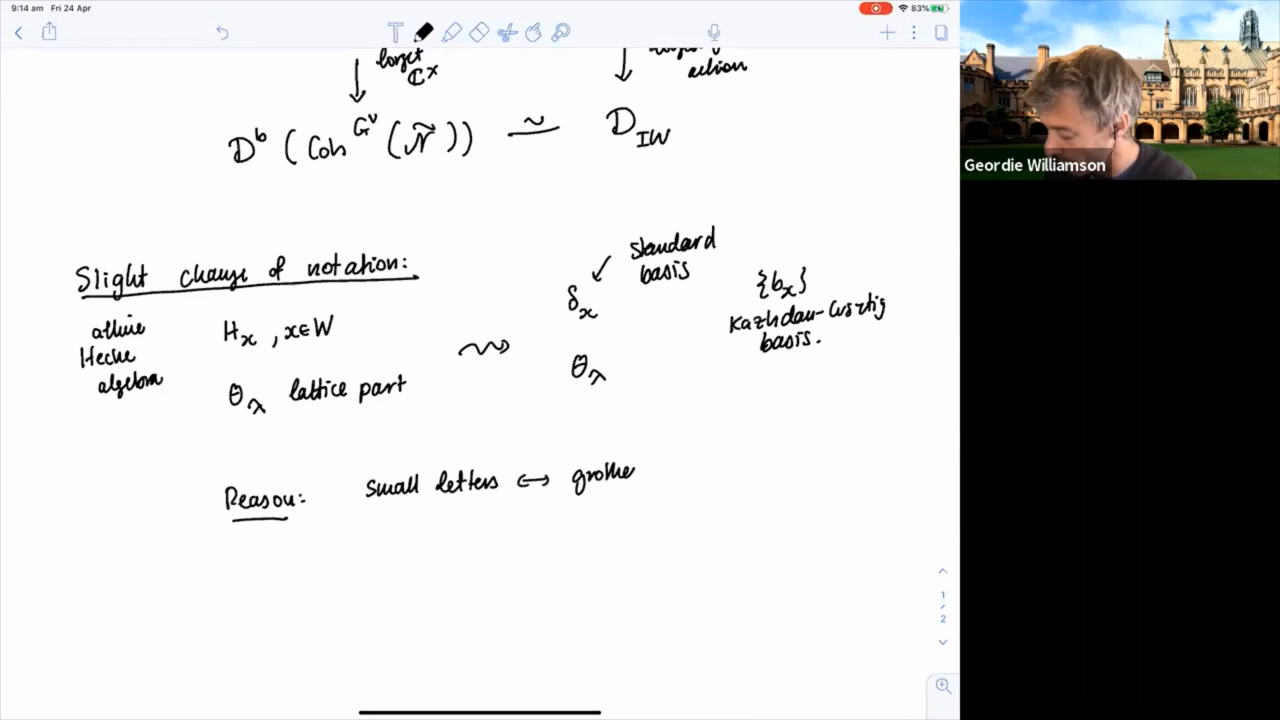 9:14 am Fri 24 Apr
83%
forget
ℂ^x
action
D^b (Coh^{G^∨} (Ñ)) ≃ D_{IW}
Slight change of notation:
standard
basis
affine
Hecke
algebra
H_x , x∈W
δ_x
{b_x}
Kazhdan-Lusztig
basis.
θ_λ lattice part
θ_λ
Reason: small letters ↔ grothe
1
/
2
Geordie Williamson